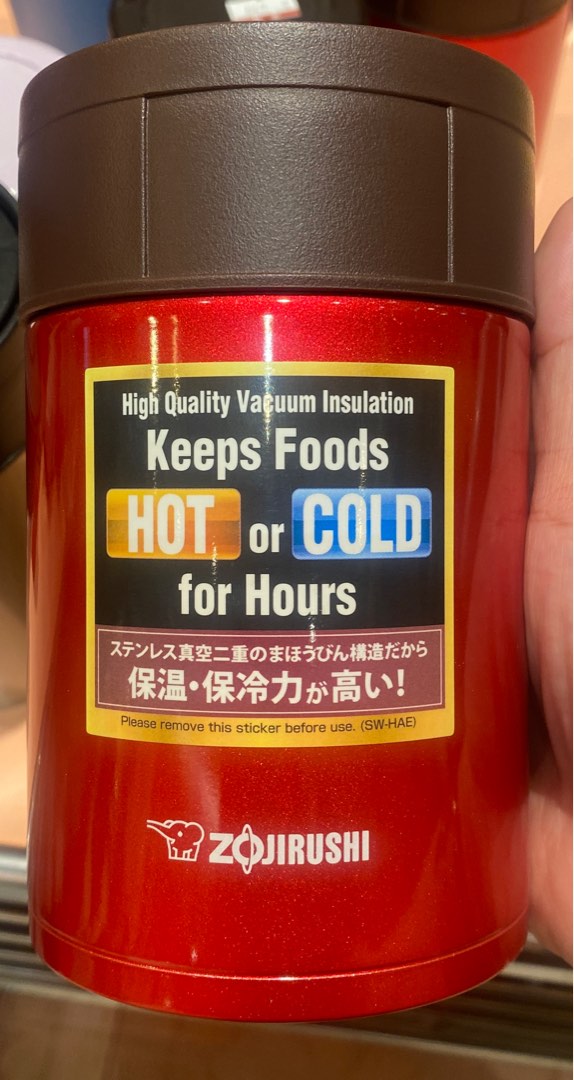 High Quality Vacuum Insulation
Keeps Foods
HOT or COLD
for Hours
ステンレス真空二重のまほうびん構造だから
保温・保冷力が高い!
Please remove this sticker before use. (SW-HAE)
ZOJIRUSHI